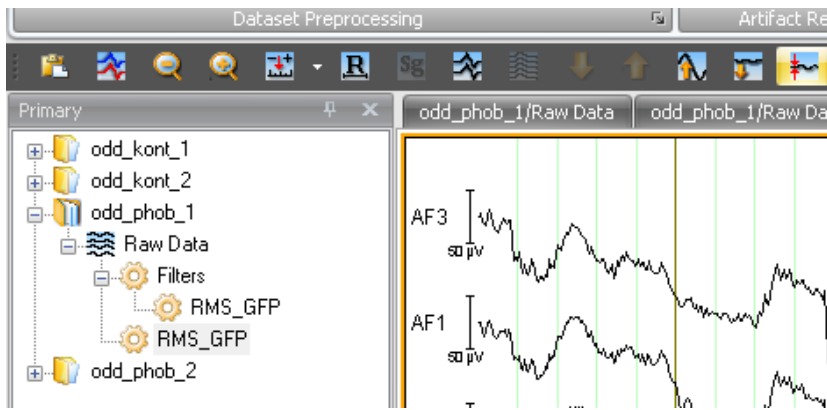 Dataset Preprocessing
Artifact Re
R Sg
Primary
odd_phob_1/Raw Data odd_phob_1/Raw Da
odd_kont_1
odd_kont_2
odd_phob_1
Raw Data
Filters
RMS_GFP
RMS_GFP
odd_phob_2
AF3
50 µV
AF1
50 µV